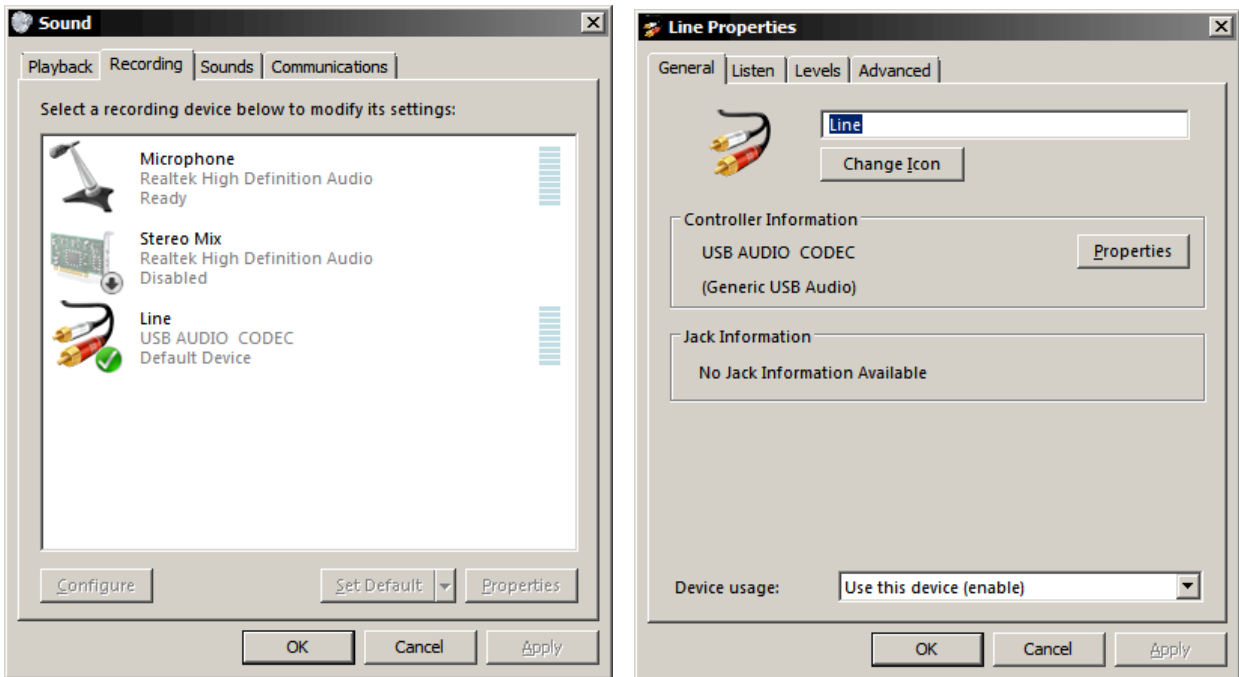 Sound
Playback Recording Sounds Communications
Select a recording device below to modify its settings:
Microphone
Realtek High Definition Audio
Ready
Stereo Mix
Realtek High Definition Audio
Disabled
Line
USB AUDIO  CODEC
Default Device
Configure Set Default Properties
OK Cancel Apply
Line Properties
General Listen Levels Advanced
Line
Change Icon
Controller Information
USB AUDIO  CODEC Properties
(Generic USB Audio)
Jack Information
No Jack Information Available
Device usage: Use this device (enable)
OK Cancel Apply